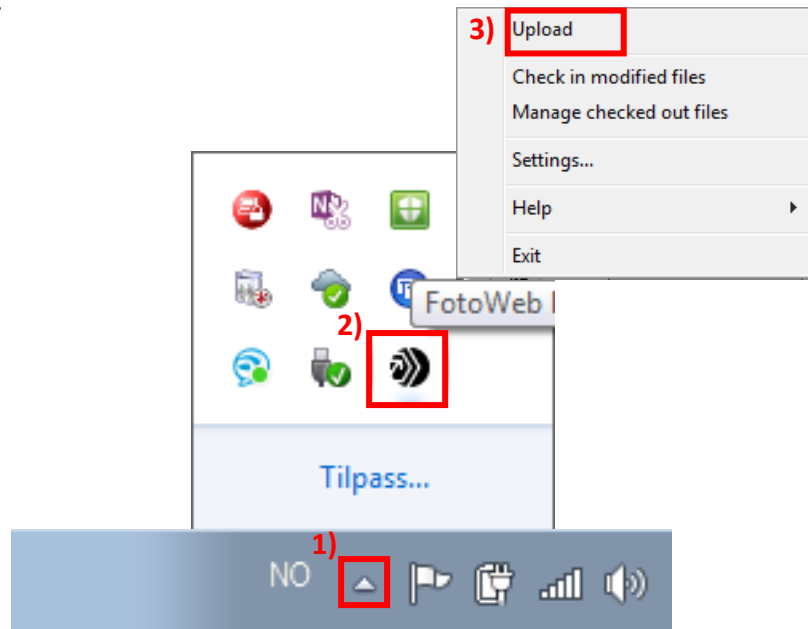 3) Upload
Check in modified files
Manage checked out files
Settings...
Help
Exit
FotoWeb
2)
Tilpass...
1)
NO